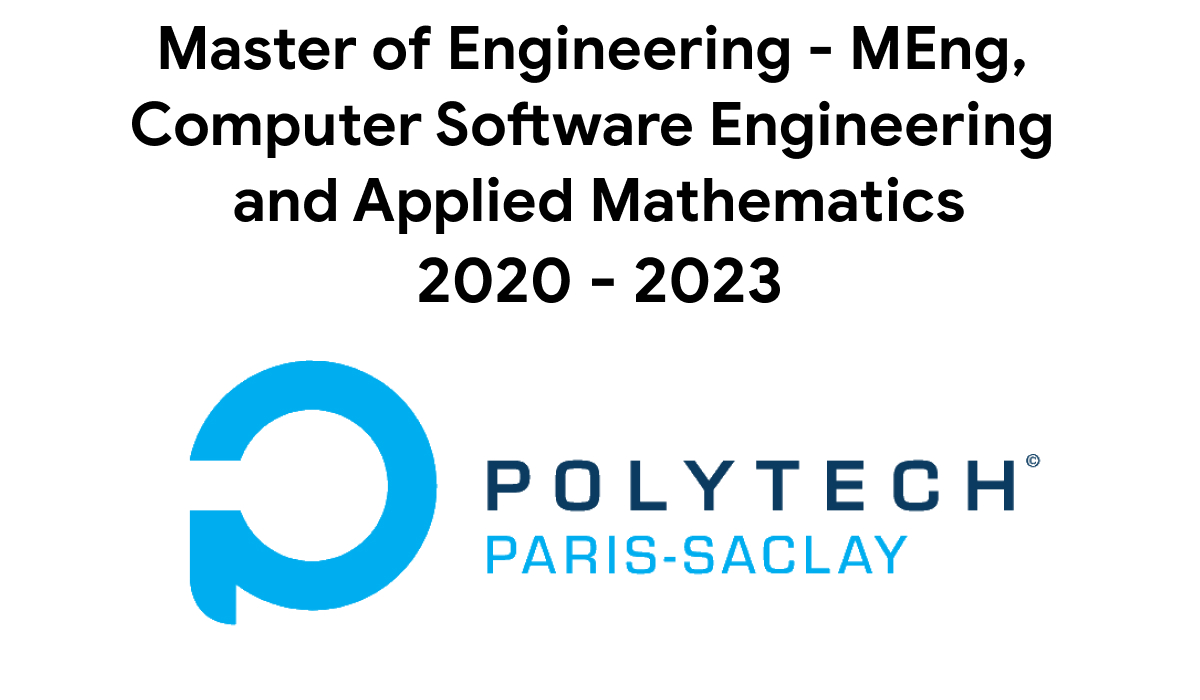 Master of Engineering - MEng,
Computer Software Engineering
and Applied Mathematics
2020 - 2023
POLYTECH©
PARIS-SACLAY